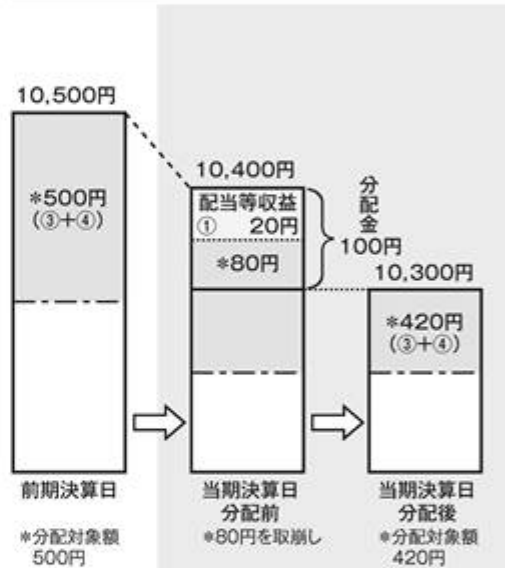 10,500円
*500円
(③+④)
前期決算日
*分配対象額
500円
10,400円
配当等収益
① 20円
*80円
分配金
100円
当期決算日
分配前
*80円を取崩し
10,300円
*420円
(③+④)
当期決算日
分配後
*分配対象額
420円